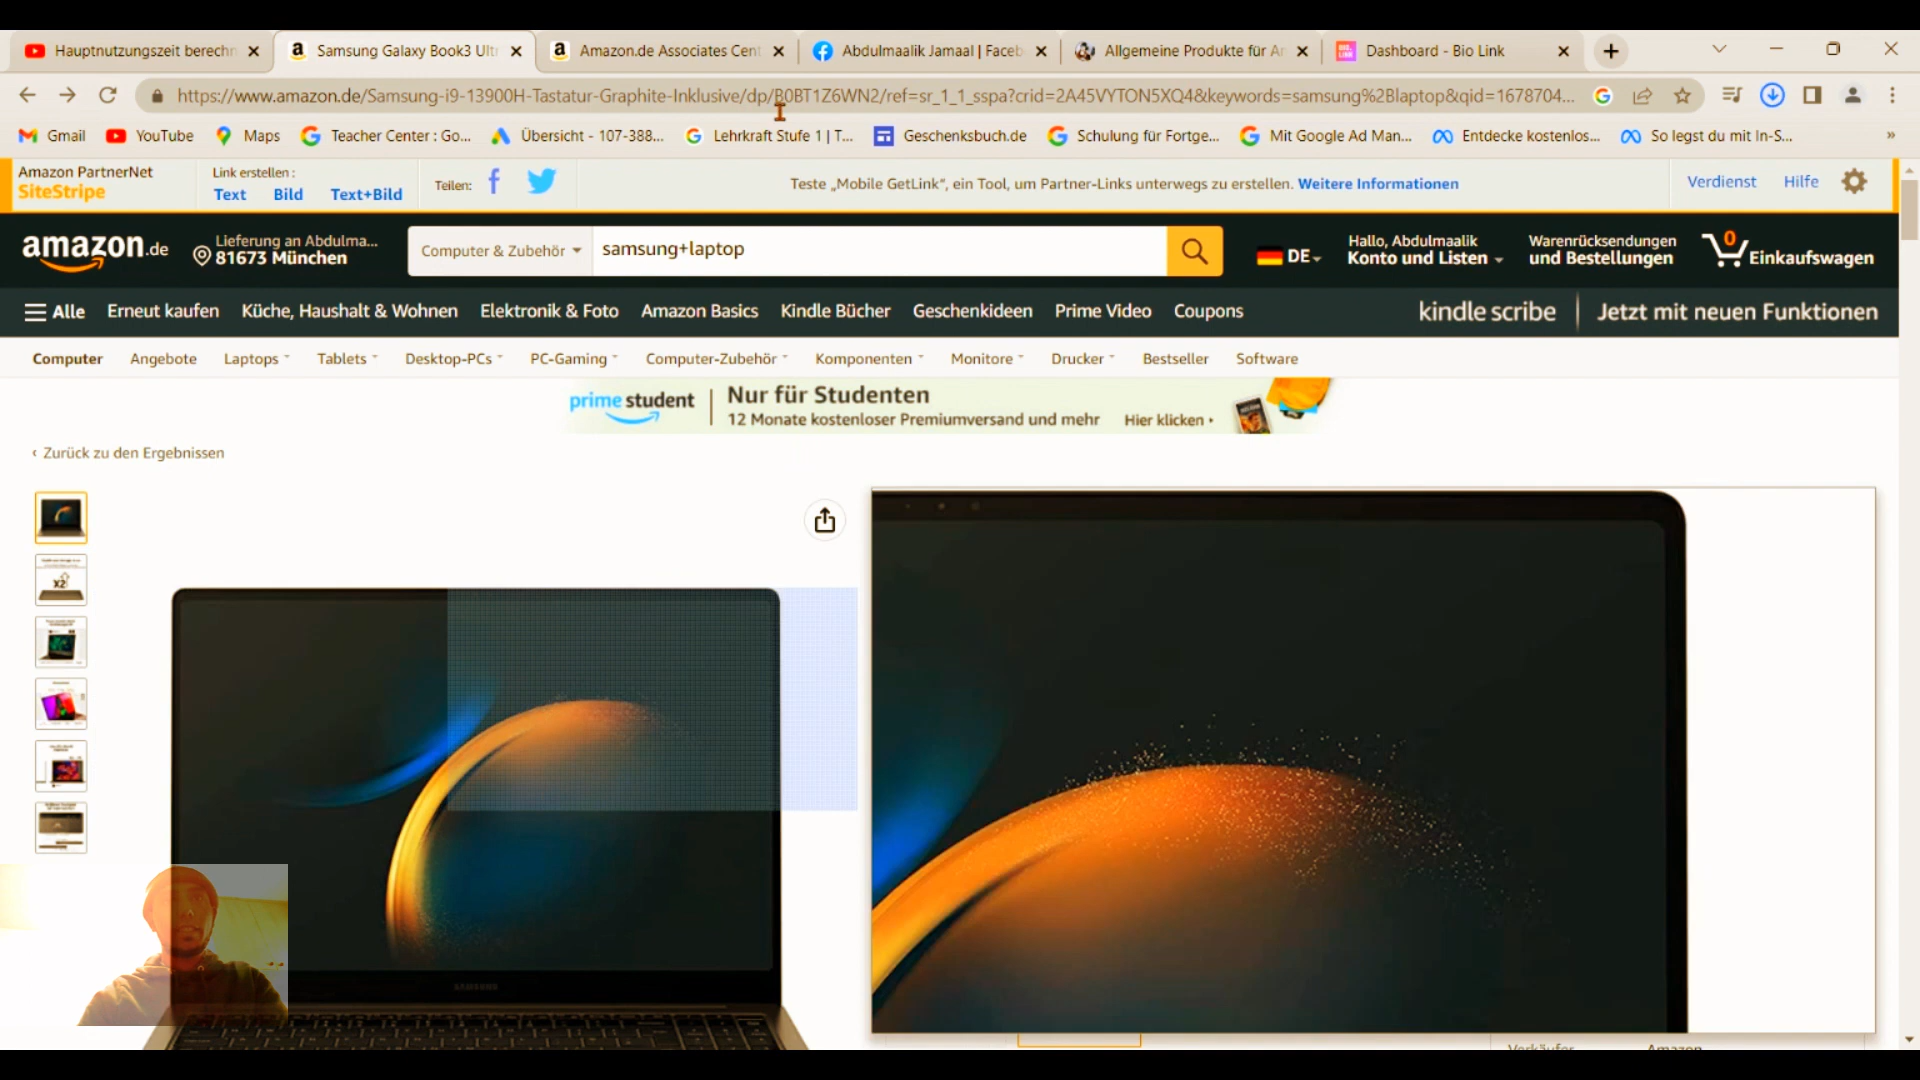 Hauptnutzungszeit berechn
Samsung Galaxy Book3 Ultr
Amazon.de Associates Cent
Abdulmaalik Jamaal | Faceb
Allgemeine Produkte für Am
Dashboard - Bio Link
https://www.amazon.de/Samsung-i9-13900H-Tastatur-Graphite-Inklusive/dp/B0BT1Z6WN2/ref=sr_1_1_sspa?crid=2A45VYTON5XQ4&keywords=samsung%2Blaptop&qid=1678704...
Gmail YouTube Maps Teacher Center : Go... Übersicht - 107-388... Lehrkraft Stufe 1 | T... Geschenksbuch.de Schulung für Fortge... Mit Google Ad Man... Entdecke kostenlos... So legst du mit In-S... »
Amazon PartnerNet
SiteStripe
Link erstellen :
Text Bild Text+Bild
Teilen:
Teste „Mobile GetLink“, ein Tool, um Partner-Links unterwegs zu erstellen. Weitere Informationen
Verdienst Hilfe
amazon.de
Lieferung an Abdulma...
81673 München
Computer & Zubehör
samsung+laptop
DE
Hallo, Abdulmaalik
Konto und Listen
Warenrücksendungen
und Bestellungen
0
Einkaufswagen
Alle Erneut kaufen Küche, Haushalt & Wohnen Elektronik & Foto Amazon Basics Kindle Bücher Geschenkideen Prime Video Coupons
kindle scribe | Jetzt mit neuen Funktionen
Computer Angebote Laptops Tablets Desktop-PCs PC-Gaming Computer-Zubehör Komponenten Monitore Drucker Bestseller Software
prime student
Nur für Studenten
12 Monate kostenloser Premiumversand und mehr Hier klicken
‹ Zurück zu den Ergebnissen
X2
SAMSUNG
Verkäufer Amazon